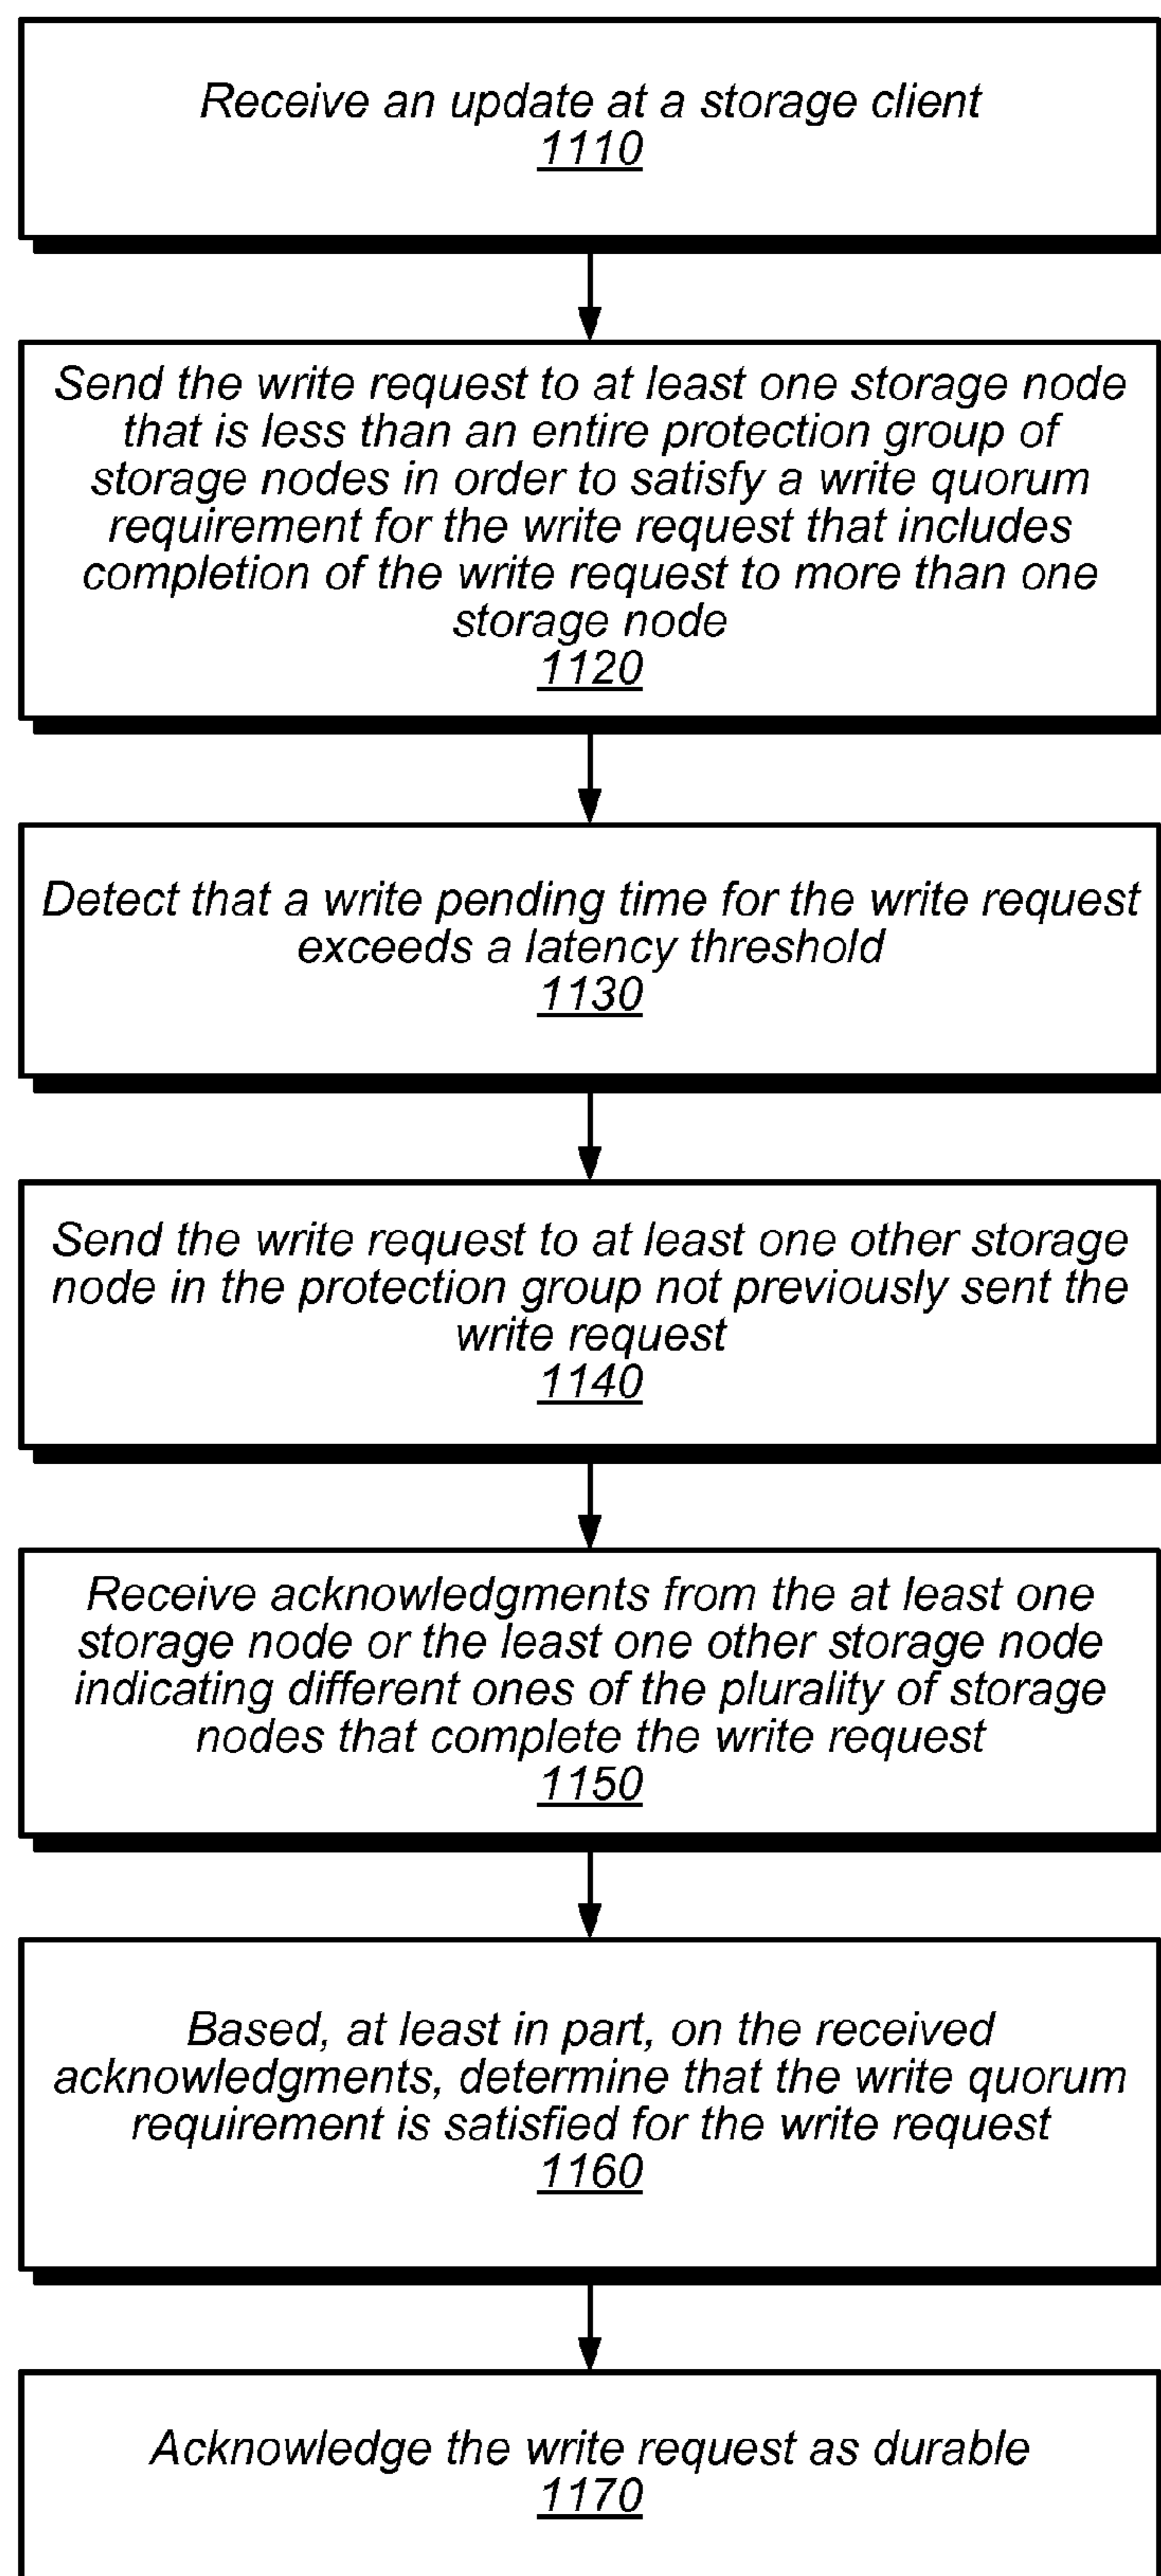 Receive an update at a storage client
1110
Send the write request to at least one storage node
that is less than an entire protection group of
storage nodes in order to satisfy a write quorum
requirement for the write request that includes
completion of the write request to more than one
storage node
1120
Detect that a write pending time for the write request
exceeds a latency threshold
1130
Send the write request to at least one other storage
node in the protection group not previously sent the
write request
1140
Receive acknowledgments from the at least one
storage node or the least one other storage node
indicating different ones of the plurality of storage
nodes that complete the write request
1150
Based, at least in part, on the received
acknowledgments, determine that the write quorum
requirement is satisfied for the write request
1160
Acknowledge the write request as durable
1170